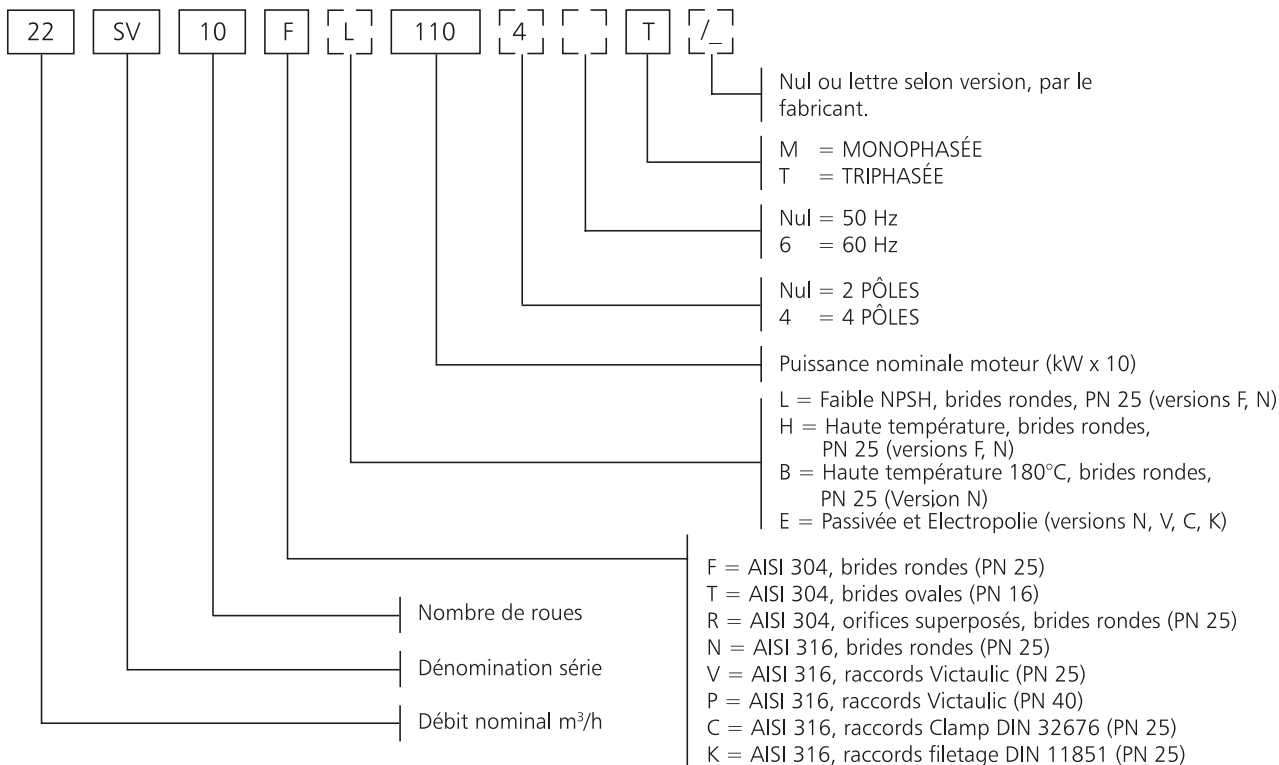 22 SV 10 F L 110 4 T /_
Nul ou lettre selon version, par le
fabricant.
M = MONOPHASÉE
T = TRIPHASÉE
Nul = 50 Hz
6 = 60 Hz
Nul = 2 PÔLES
4 = 4 PÔLES
Puissance nominale moteur (kW x 10)
L = Faible NPSH, brides rondes, PN 25 (versions F, N)
H = Haute température, brides rondes,
PN 25 (versions F, N)
B = Haute température 180°C, brides rondes,
PN 25 (Version N)
E = Passivée et Électropolie (versions N, V, C, K)
F = AISI 304, brides rondes (PN 25)
T = AISI 304, brides ovales (PN 16)
R = AISI 304, orifices superposés, brides rondes (PN 25)
N = AISI 316, brides rondes (PN 25)
V = AISI 316, raccords Victaulic (PN 25)
P = AISI 316, raccords Victaulic (PN 40)
C = AISI 316, raccords Clamp DIN 32676 (PN 25)
K = AISI 316, raccords filetage DIN 11851 (PN 25)
Nombre de roues
Dénomination série
Débit nominal m³/h